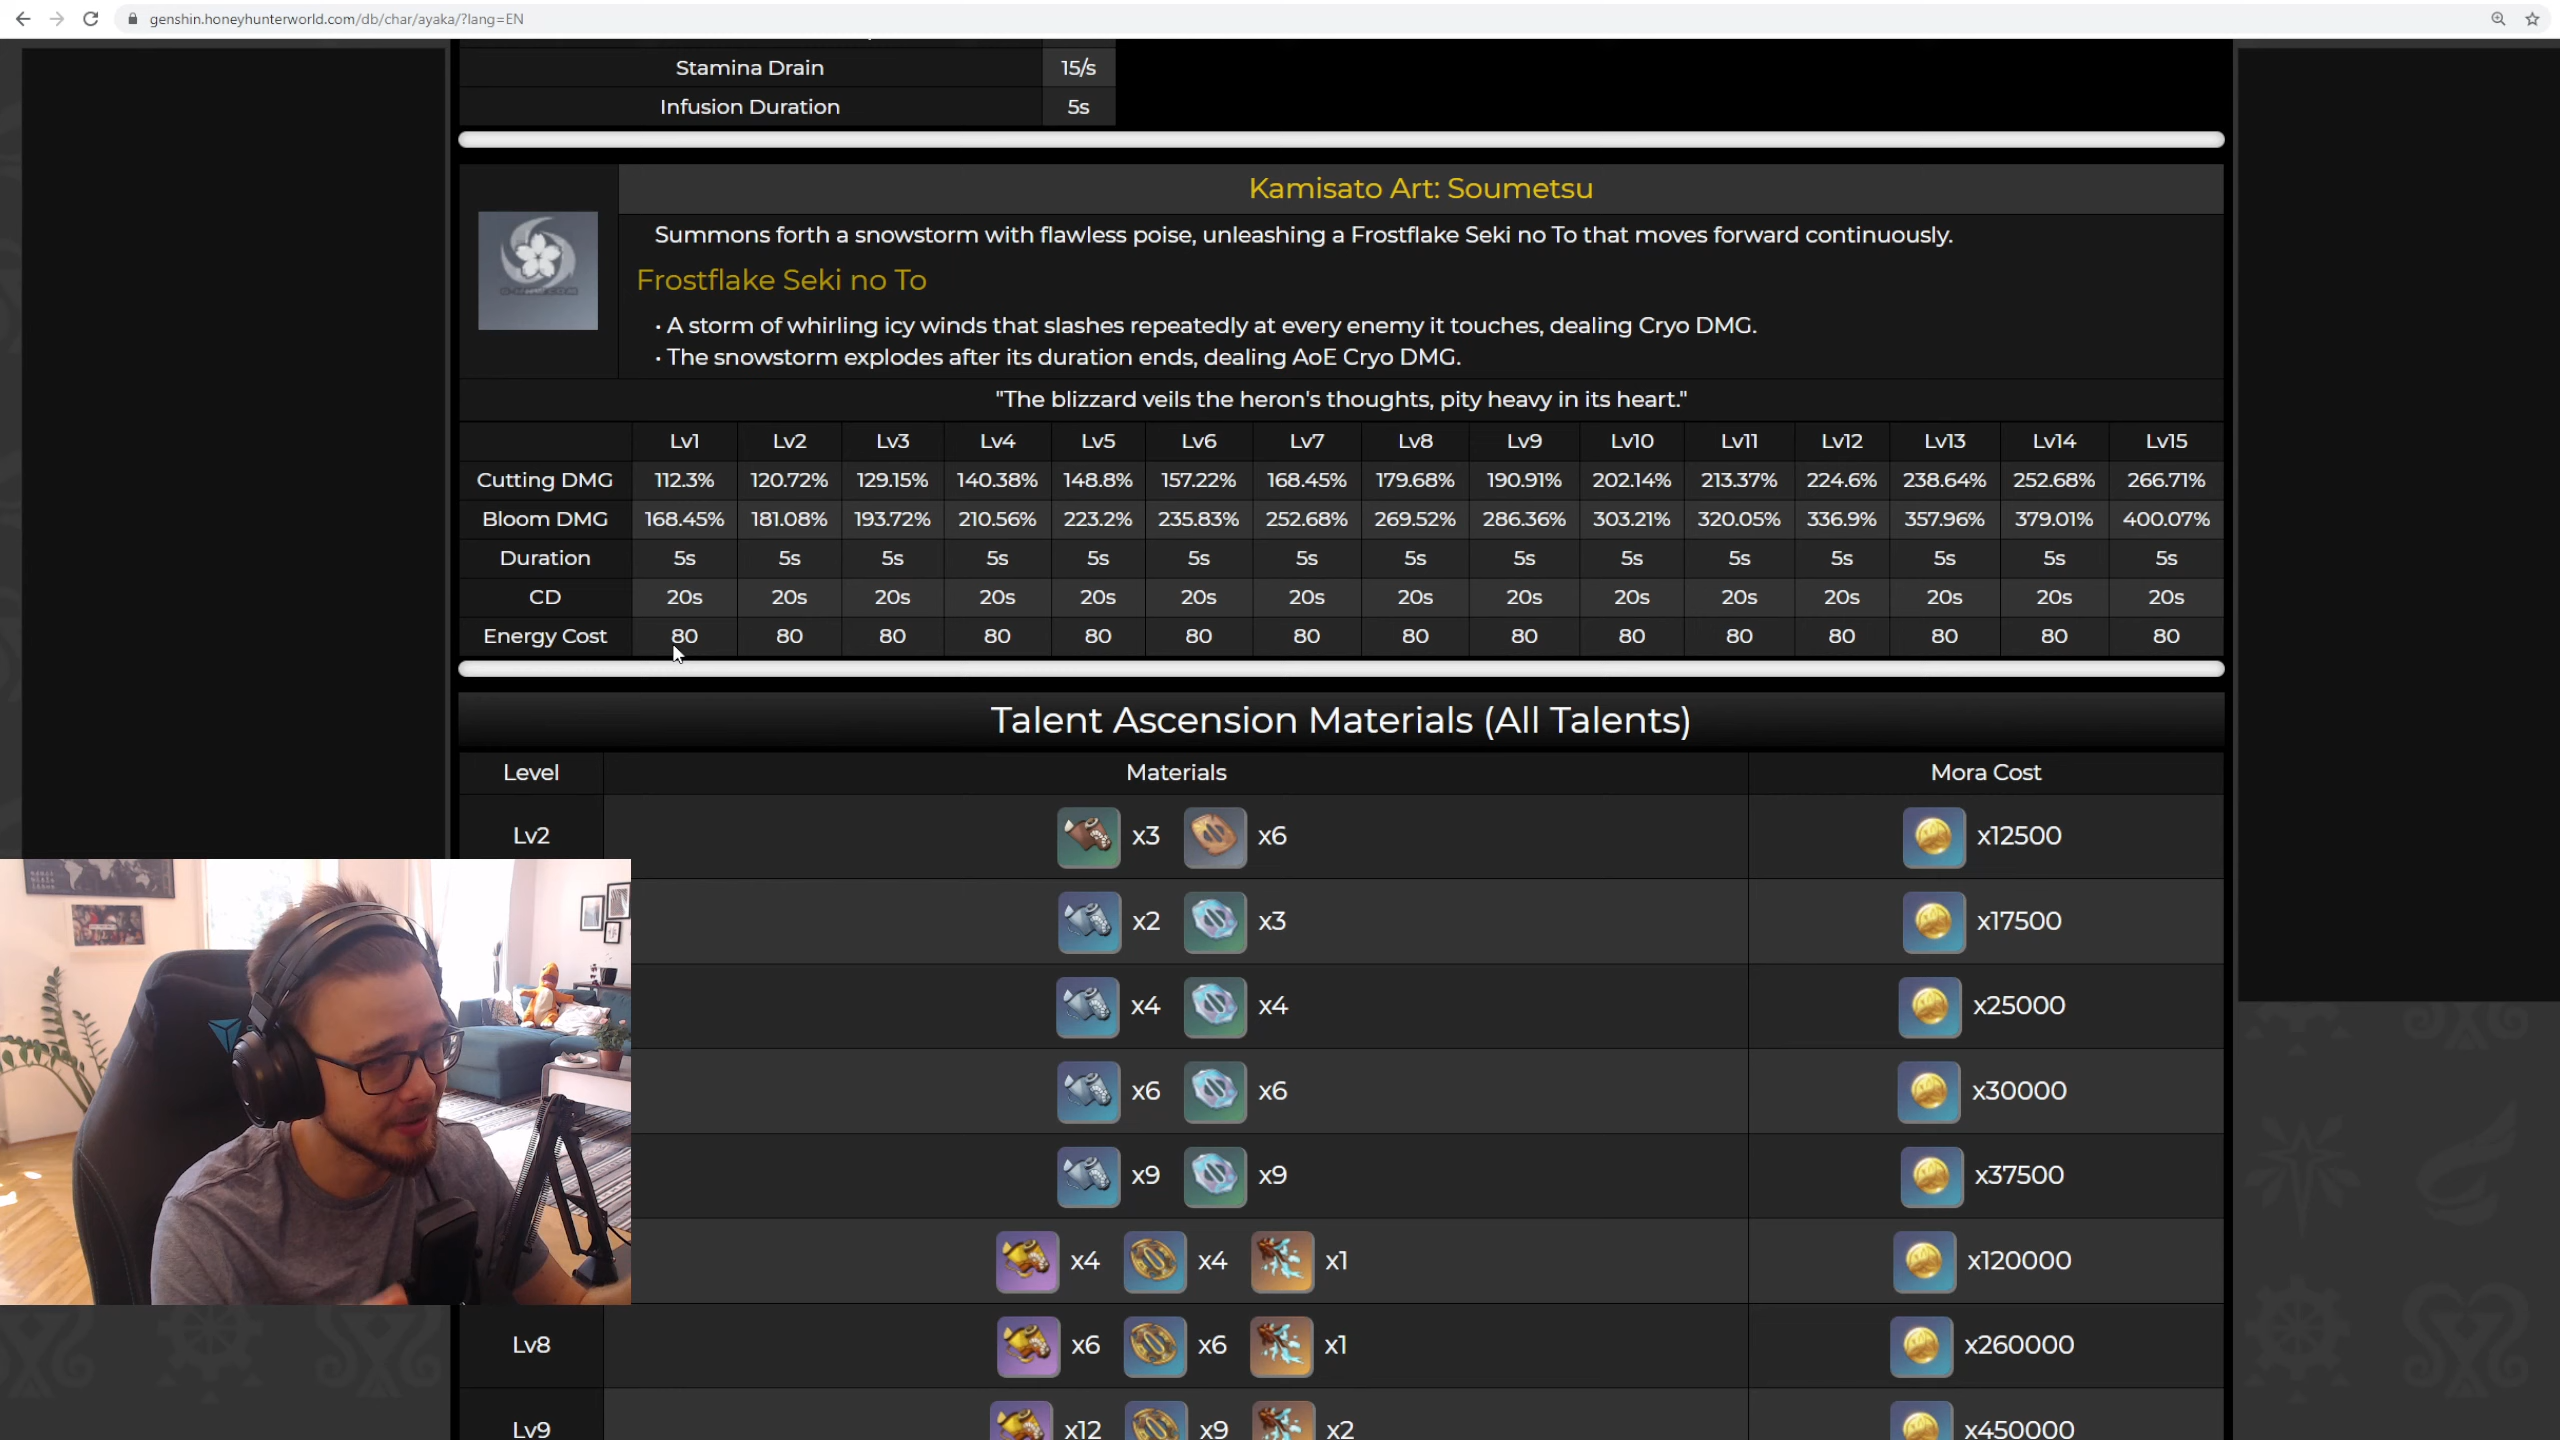 genshin.honeyhunterworld.com/db/char/ayaka/?lang=EN
Stamina Drain 15/s
Infusion Duration 5s
Kamisato Art: Soumetsu
Summons forth a snowstorm with flawless poise, unleashing a Frostflake Seki no To that moves forward continuously.
Frostflake Seki no To
• A storm of whirling icy winds that slashes repeatedly at every enemy it touches, dealing Cryo DMG.
• The snowstorm explodes after its duration ends, dealing AoE Cryo DMG.
"The blizzard veils the heron's thoughts, pity heavy in its heart."
Lv1 Lv2 Lv3 Lv4 Lv5 Lv6 Lv7 Lv8 Lv9 Lv10 Lv11 Lv12 Lv13 Lv14 Lv15
Cutting DMG 112.3% 120.72% 129.15% 140.38% 148.8% 157.22% 168.45% 179.68% 190.91% 202.14% 213.37% 224.6% 238.64% 252.68% 266.71%
Bloom DMG 168.45% 181.08% 193.72% 210.56% 223.2% 235.83% 252.68% 269.52% 286.36% 303.21% 320.05% 336.9% 357.96% 379.01% 400.07%
Duration 5s 5s 5s 5s 5s 5s 5s 5s 5s 5s 5s 5s 5s 5s 5s
CD 20s 20s 20s 20s 20s 20s 20s 20s 20s 20s 20s 20s 20s 20s 20s
Energy Cost 80 80 80 80 80 80 80 80 80 80 80 80 80 80 80
Talent Ascension Materials (All Talents)
Level Materials Mora Cost
Lv2 x3 x6 x12500
x2 x3 x17500
x4 x4 x25000
x6 x6 x30000
x9 x9 x37500
x4 x4 x1 x120000
Lv8 x6 x6 x1 x260000
Lv9 x12 x9 x2 x450000